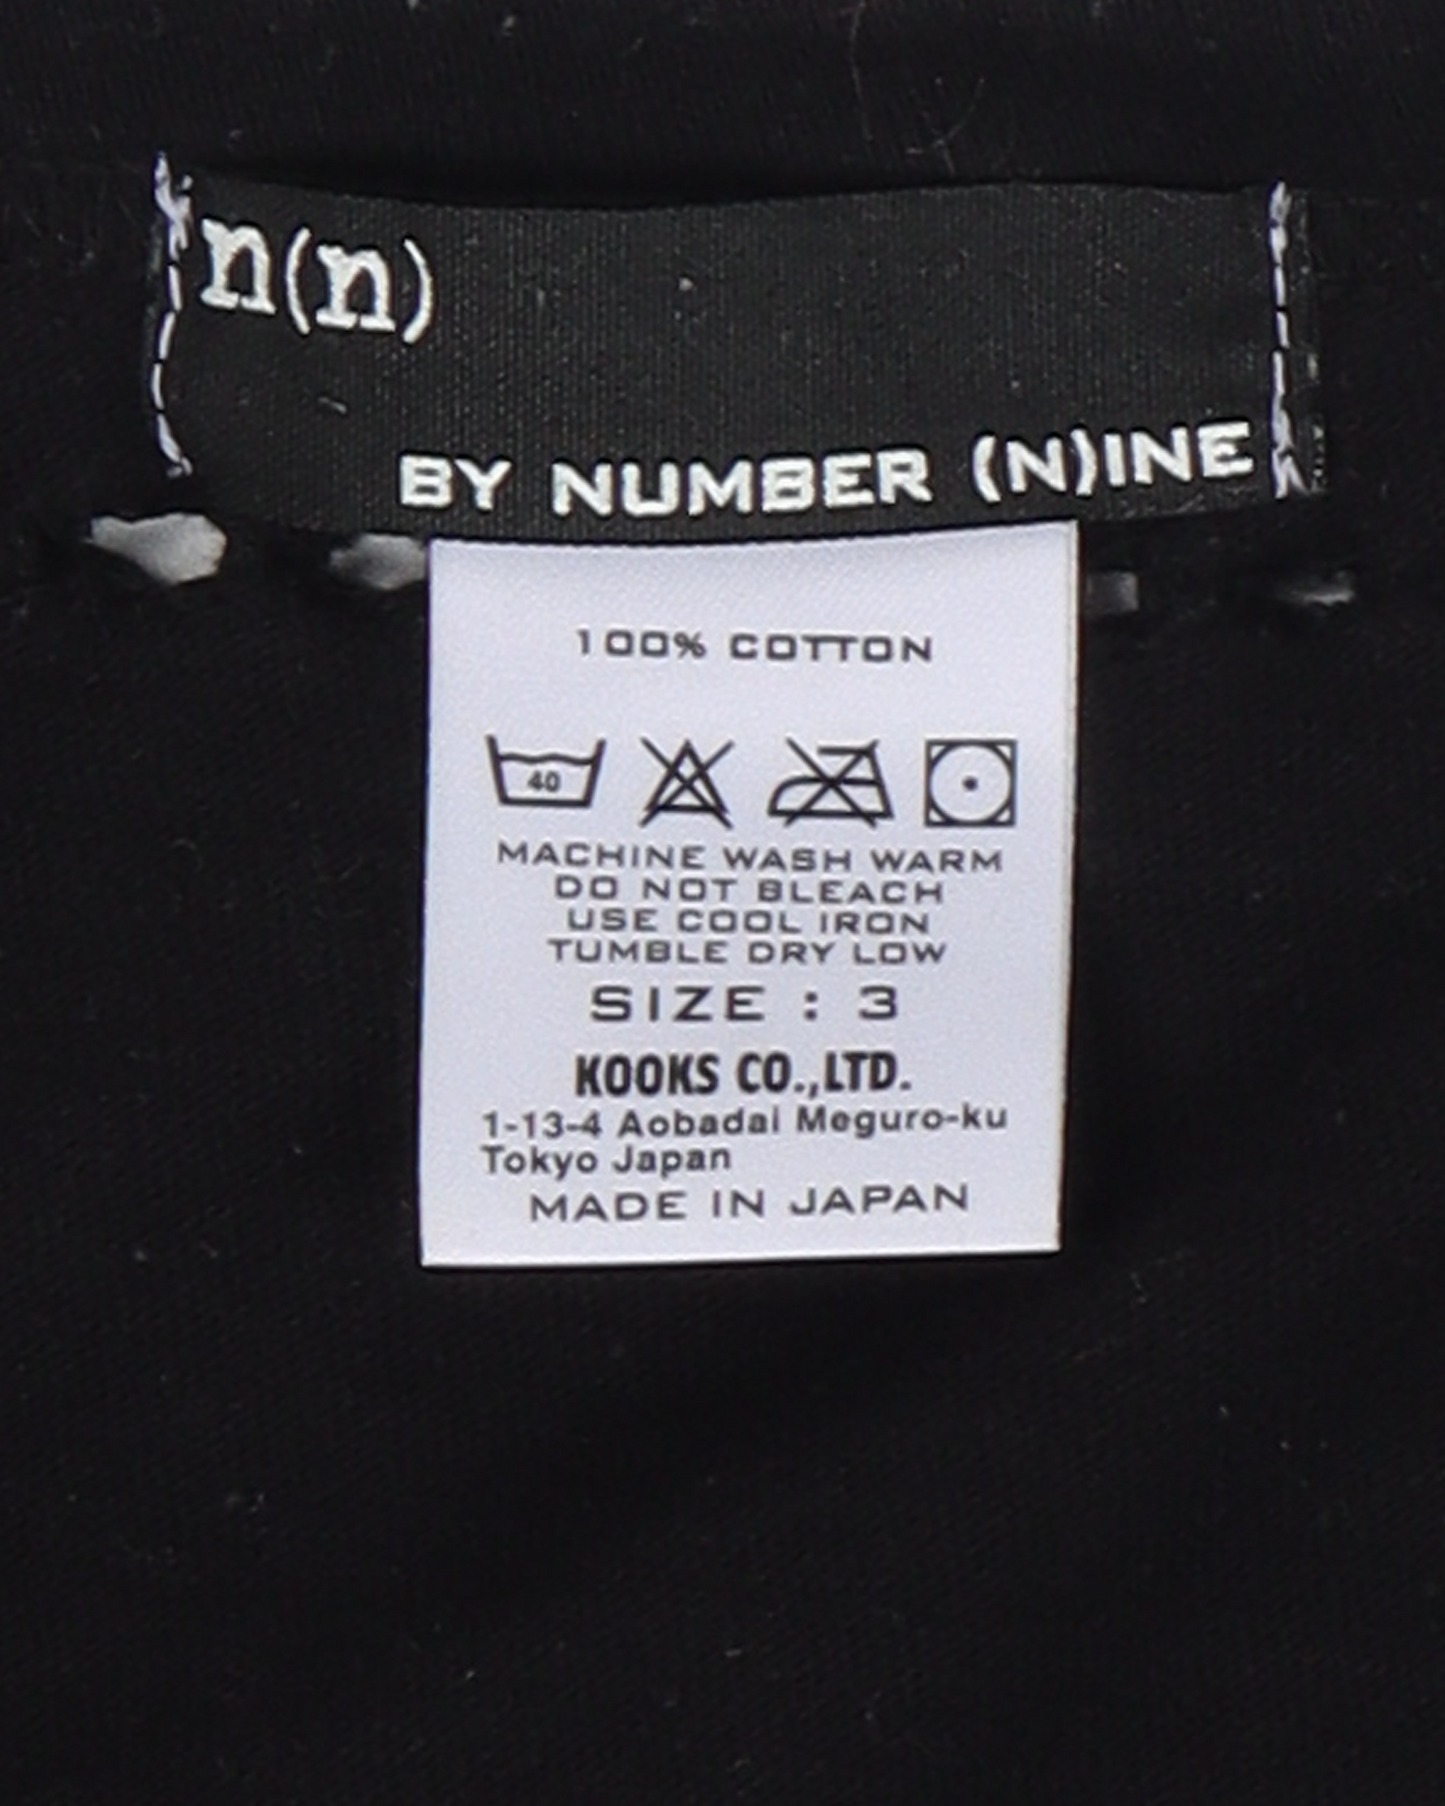 n(n)
BY NUMBER (N)INE
100% COTTON
40
MACHINE WASH WARM
DO NOT BLEACH
USE COOL IRON
TUMBLE DRY LOW
SIZE : 3
KOOKS CO.,LTD.
1-13-4 Aobadai Meguro-ku
Tokyo Japan
MADE IN JAPAN